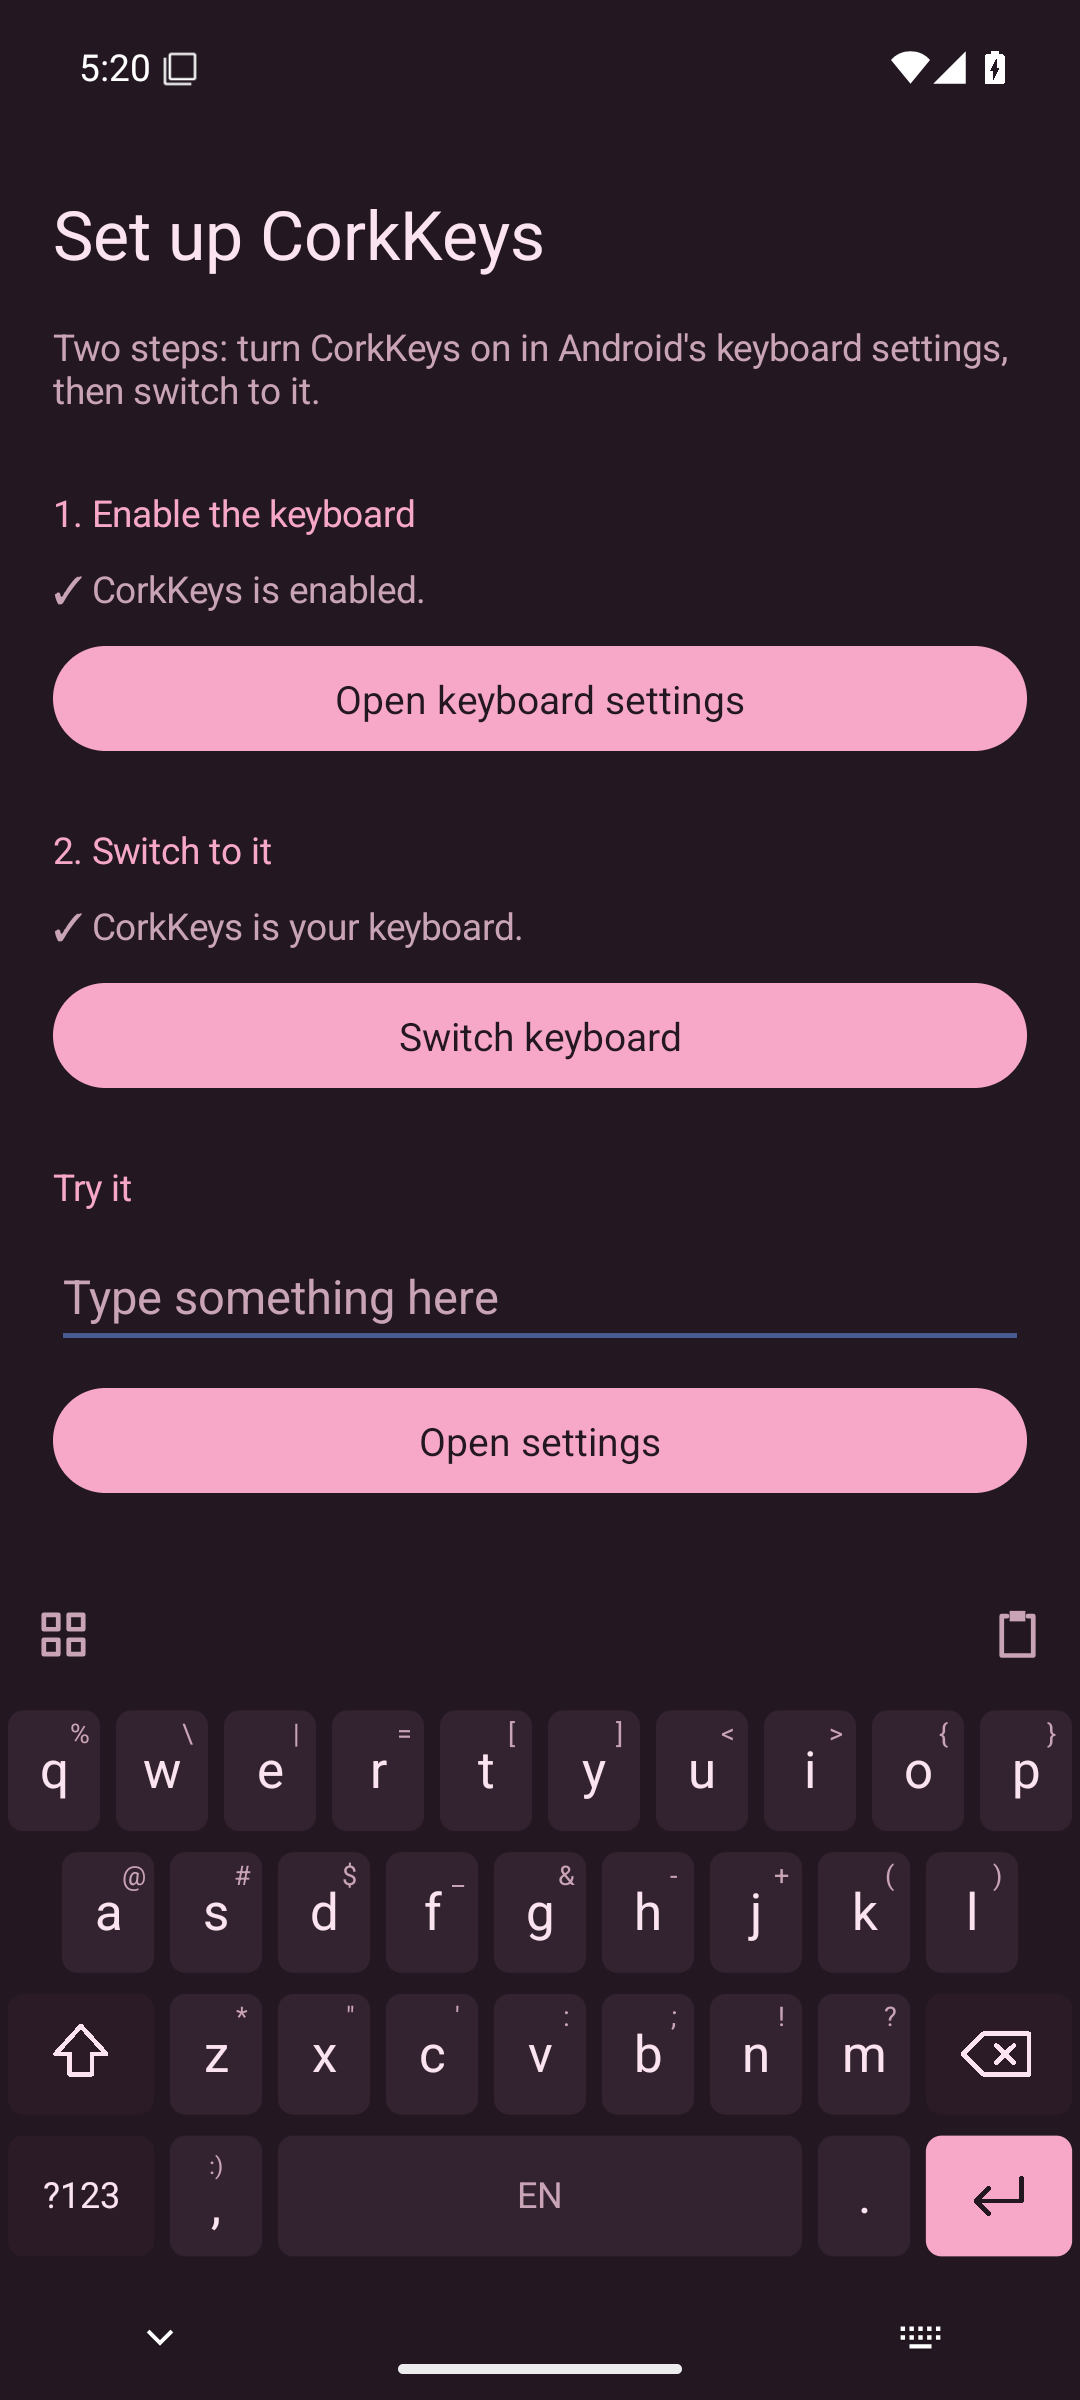 5:20
Set up CorkKeys
Two steps: turn CorkKeys on in Android's keyboard settings,
then switch to it.
1. Enable the keyboard
✓ CorkKeys is enabled.
Open keyboard settings
2. Switch to it
✓ CorkKeys is your keyboard.
Switch keyboard
Try it
Type something here
Open settings
% \ | = [ ] < > { }
q w e r t y u i o p
@ # $ _ & - + ( )
a s d f g h j k l
* " ' : ; ! ?
z x c v b n m
:)
?123 , EN .